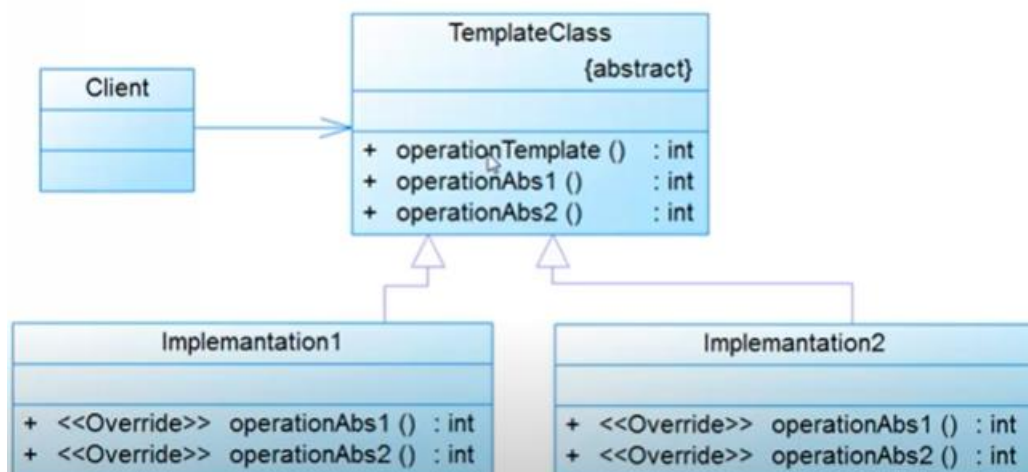 TemplateClass
{abstract}
Client
+ operationTemplate () : int
+ operationAbs1 () : int
+ operationAbs2 () : int
Implemantation1
+ <<Override>> operationAbs1 () : int
+ <<Override>> operationAbs2 () : int
Implemantation2
+ <<Override>> operationAbs1 () : int
+ <<Override>> operationAbs2 () : int